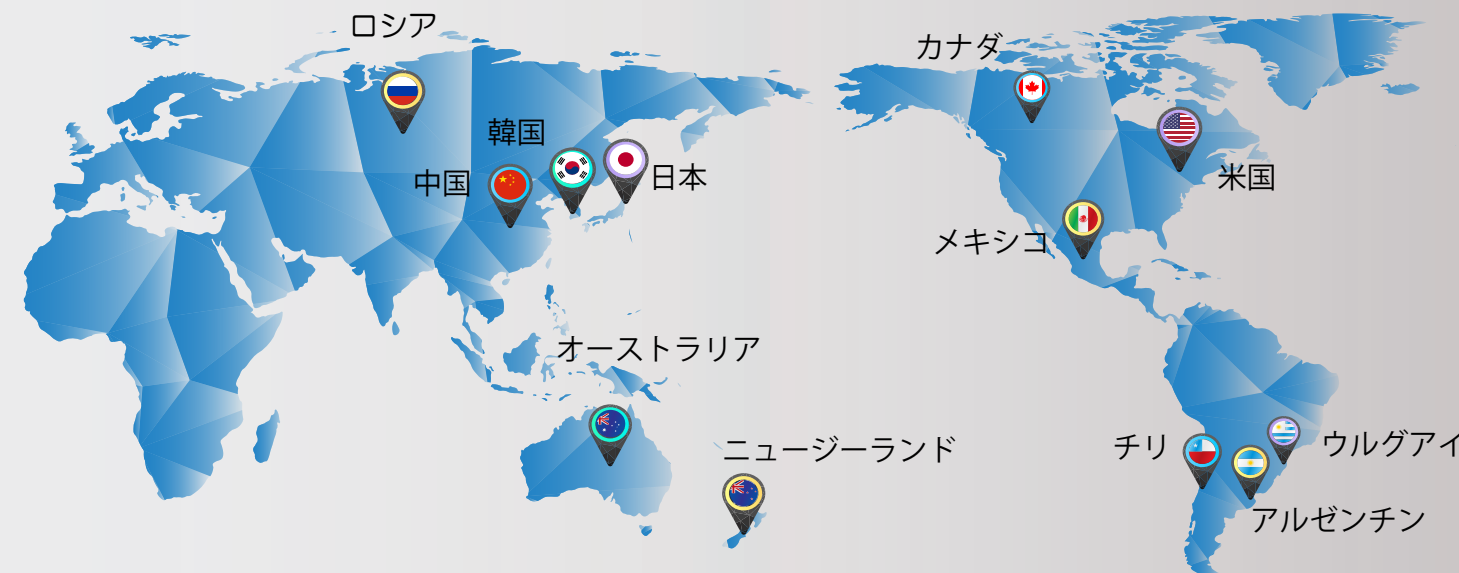 ロシア
カナダ
韓国
中国
日本
米国
メキシコ
オーストラリア
チリ
ウルグアイ
ニュージーランド
アルゼンチン